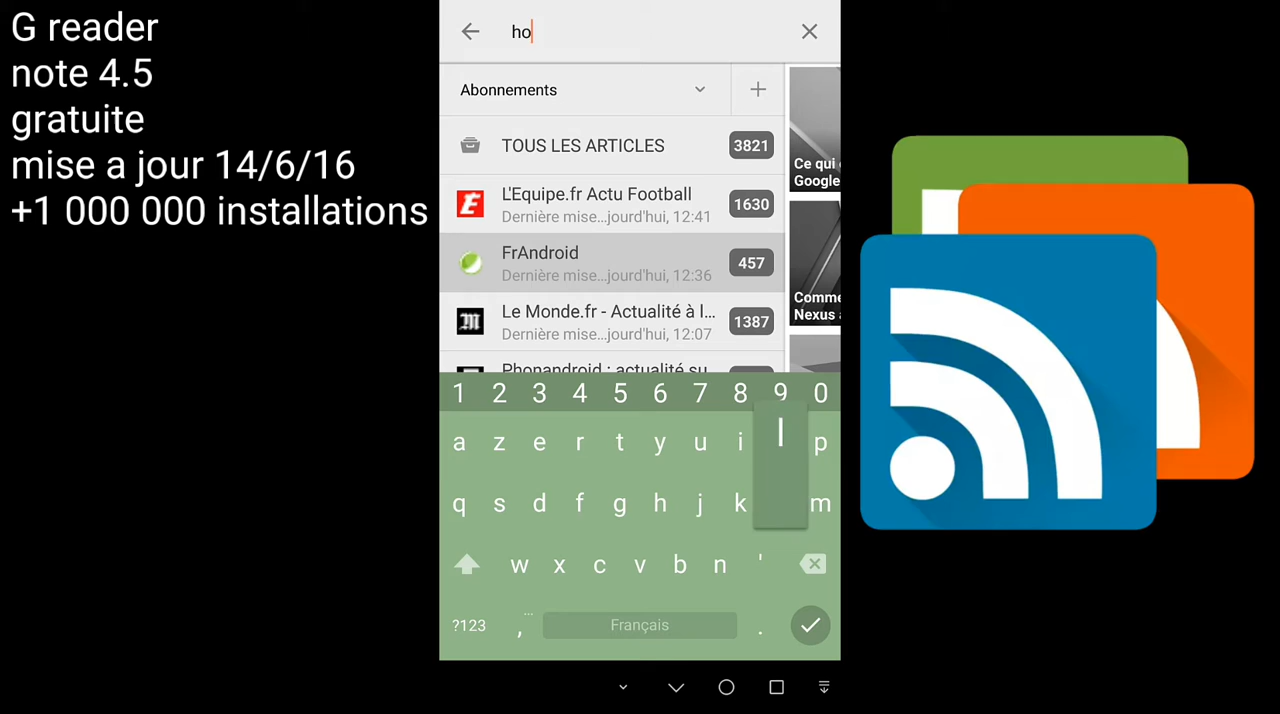 G reader
note 4.5
gratuite
mise a jour 14/6/16
+1 000 000 installations
ho
Abonnements
TOUS LES ARTICLES 3821
L'Equipe.fr Actu Football
Dernière mise...jourd'hui, 12:41
1630
FrAndroid
Dernière mise...jourd'hui, 12:36
457
Le Monde.fr - Actualité à l...
Dernière mise...jourd'hui, 12:07
1387
Phonandroid : actualité su
Ce qui
Google
Comme
Nexus
1 2 3 4 5 6 7 8 9 0
a z e r t y u i p
l
q s d f g h j k m
w x c v b n '
?123 , ... Français .